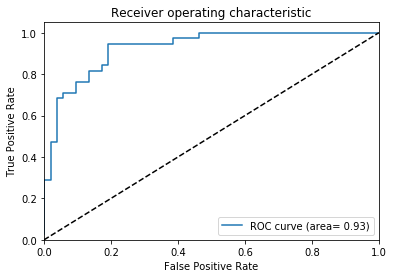 Receiver operating characteristic
True Positive Rate
1.0
0.8
0.6
0.4
0.2
0.0
0.0 0.2 0.4 0.6 0.8 1.0
False Positive Rate
ROC curve (area= 0.93)